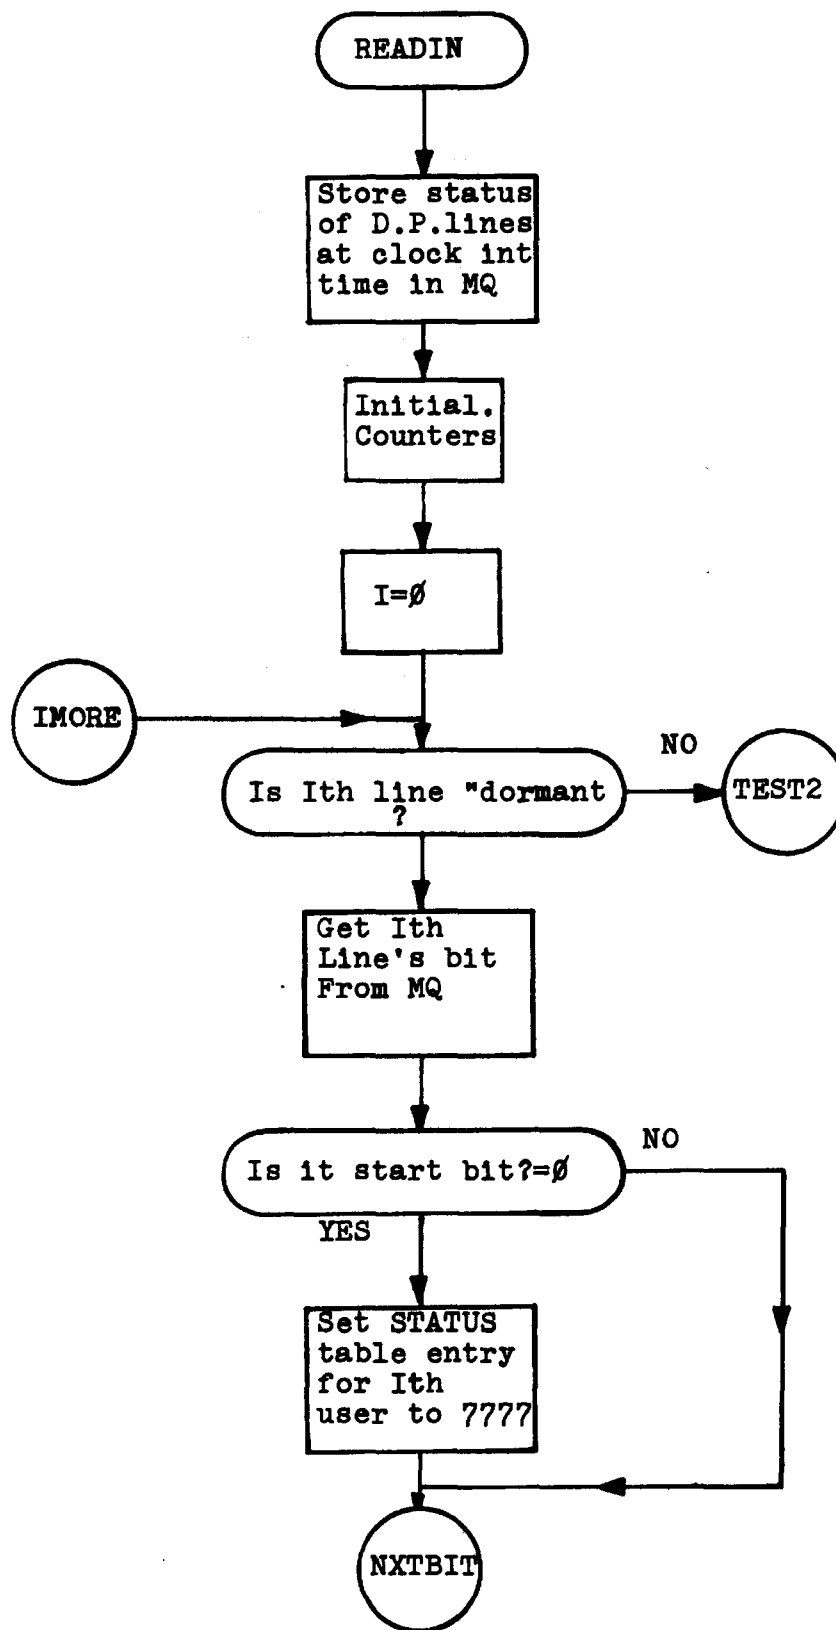 READIN
Store status
of D.P.lines
at clock int
time in MQ
Initial.
Counters
I=Ø
IMORE
Is Ith line "dormant
?
NO
TEST2
Get Ith
Line's bit
From MQ
Is it start bit?=Ø
NO
YES
Set STATUS
table entry
for Ith
user to 7777
NXTBIT